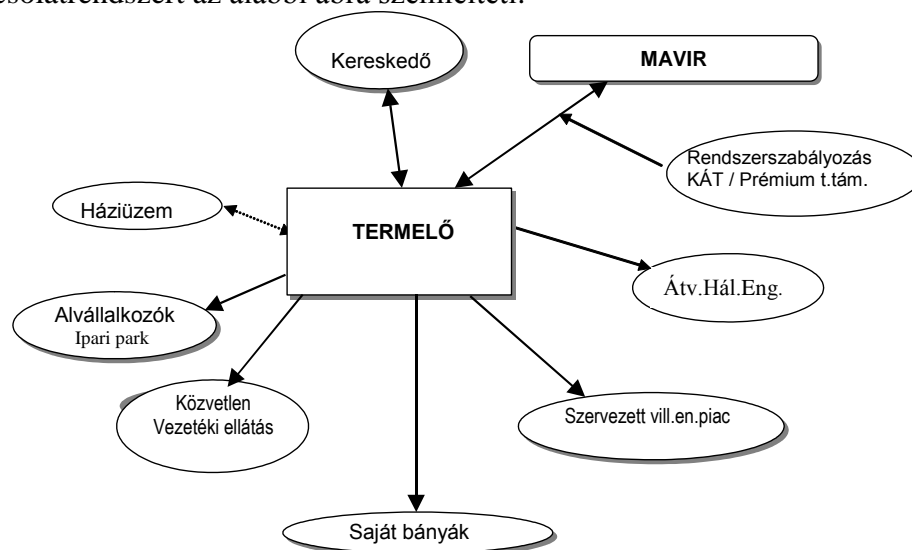 csolatrendszert az alábbi ábra szemlélteti:
Kereskedő
MAVIR
Rendszerszabályozás
KÁT / Prémium t.tám.
Háziüzem
TERMELŐ
Átv.Hál.Eng.
Alvállalkozók
Ipari park
Közvetlen
Vezetéki ellátás
Szervezett vill.en.piac
Saját bányák